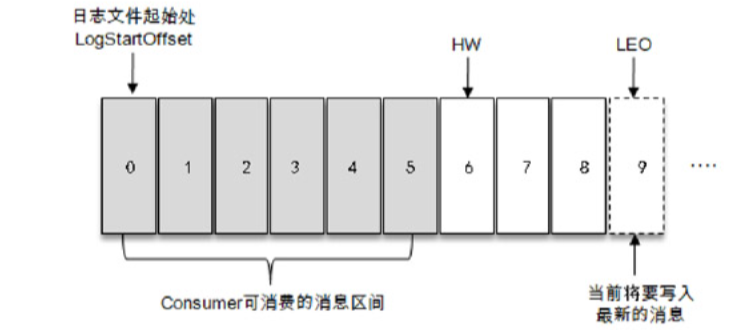 日志文件起始处
LogStartOffset
HW
LEO
0 1 2 3 4 5 6 7 8 9 ....
Consumer可消费的消息区间
当前将要写入
最新的消息